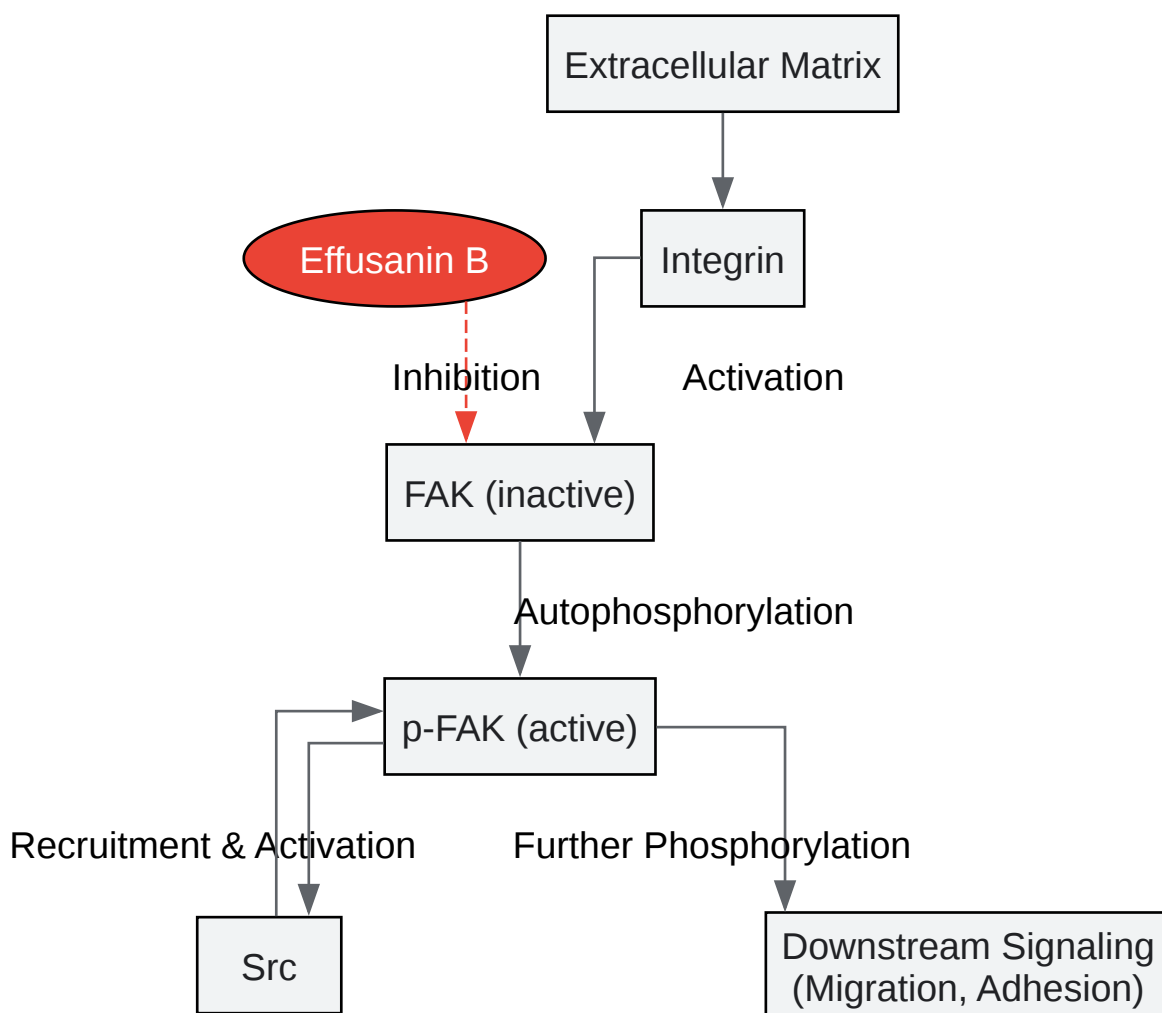 Extracellular Matrix
Effusanin B
Integrin
Inhibition
Activation
FAK (inactive)
Autophosphorylation
p-FAK (active)
Recruitment & Activation
Further Phosphorylation
Src
Downstream Signaling
(Migration, Adhesion)